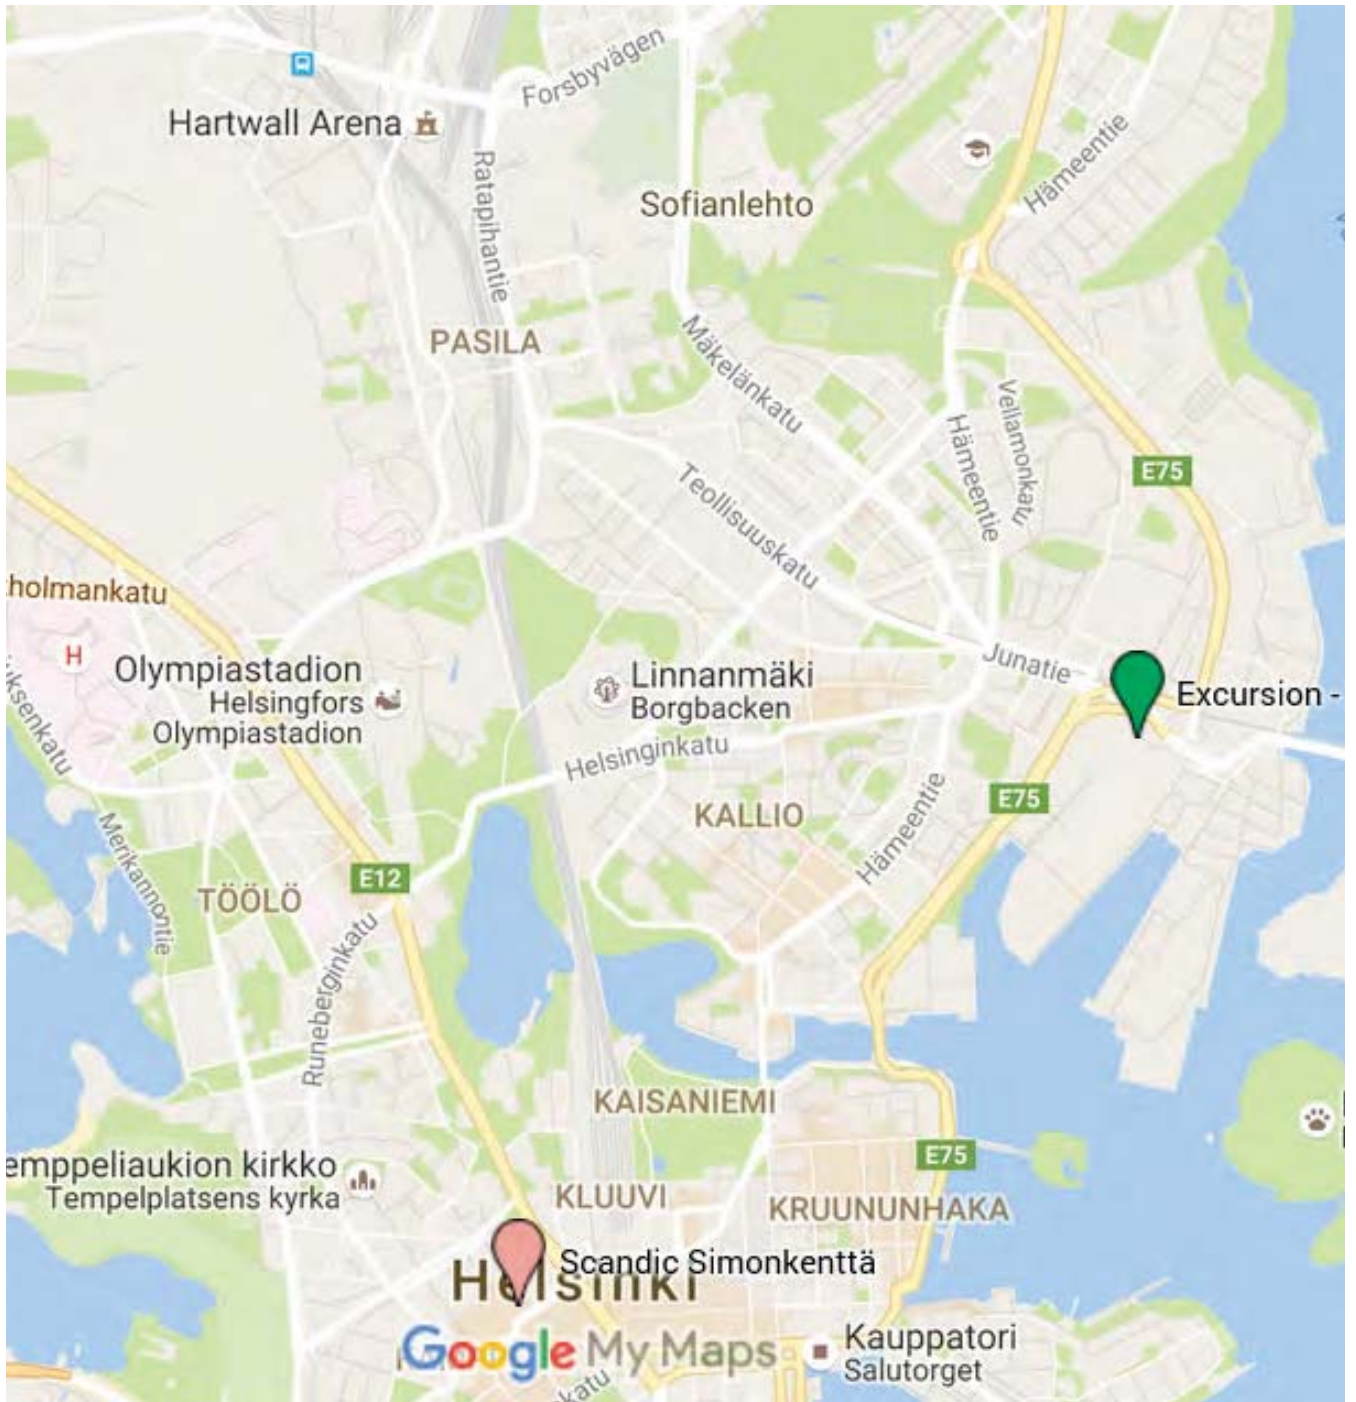 Forsbyvägen
Hartwall Arena
Hämeentie
Ratapihantie
Sofianlehto
PASILA
Mäkelänkatu
Vellamonkatu
Hämeentie
E75
Teollisuuskatu
holmankatu
H
Junatie
Olympiastadion
Helsingfors
Olympiastadion
Linnanmäki
Borgbacken
Excursion -
uksenkatu
Helsinginkatu
E75
KALLIO
Merikannontie
Hämeentie
E12
TÖÖLÖ
Runeberginkatu
KAISANIEMI
E75
emppeliaukion kirkko
Tempelplatsens kyrka
KLUUVI
KRUUNUNHAKA
Scandic Simonkenttä
Helsinki
Google My Maps
Kauppatori
Salutorget
katu